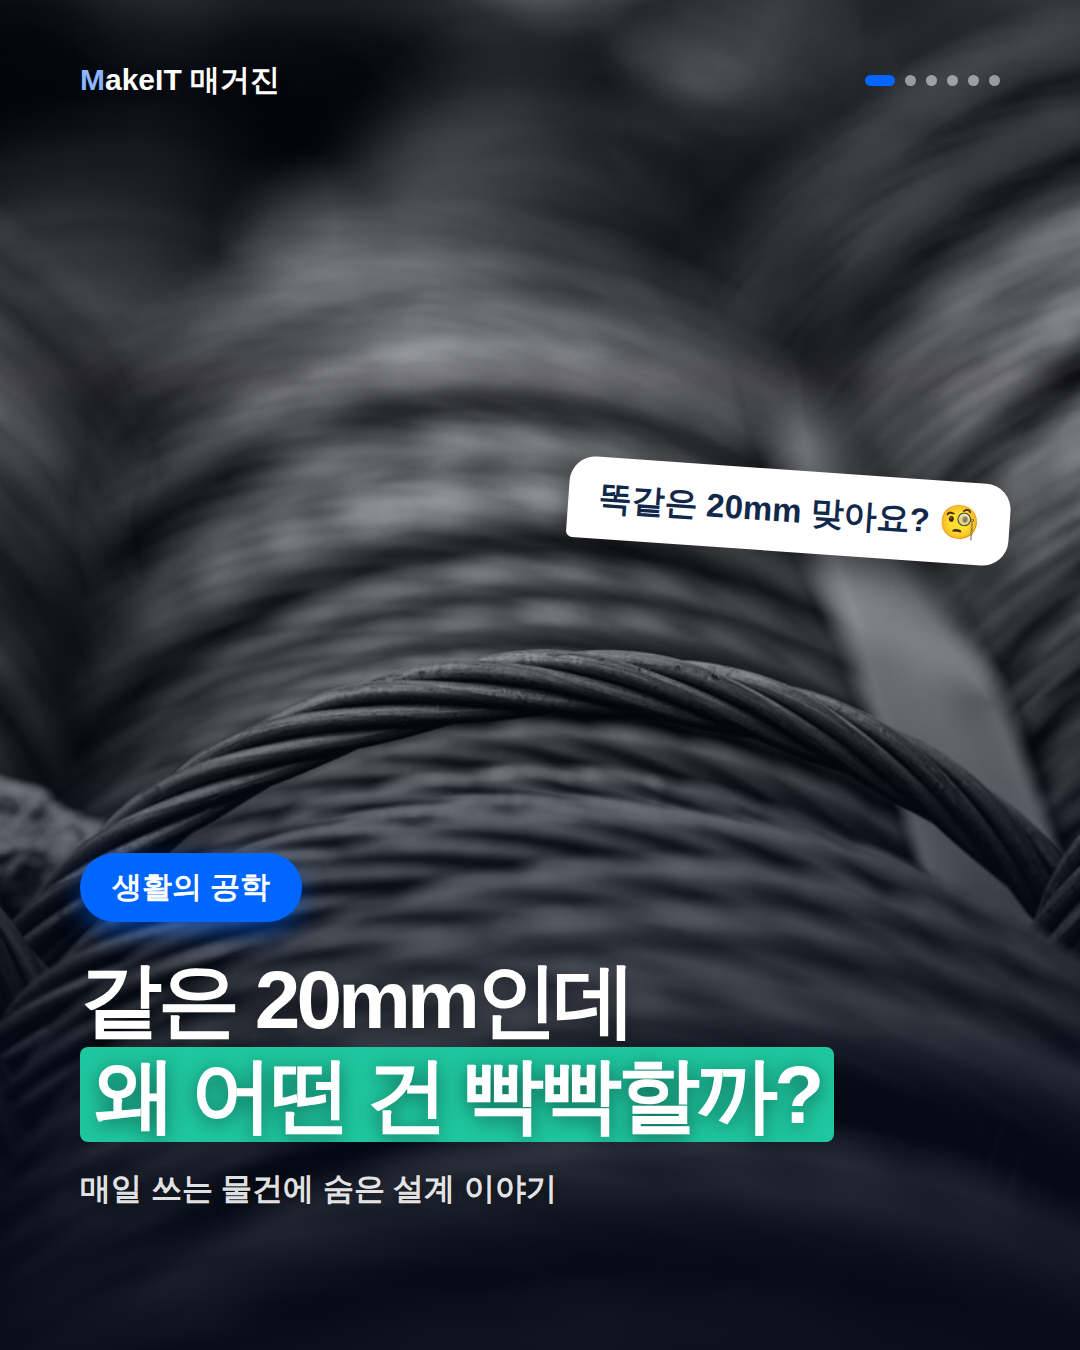 MakeIT 매거진
똑같은 20mm 맞아요? 🧐
생활의 공학
같은 20mm인데
왜 어떤 건 빡빡할까?
매일 쓰는 물건에 숨은 설계 이야기